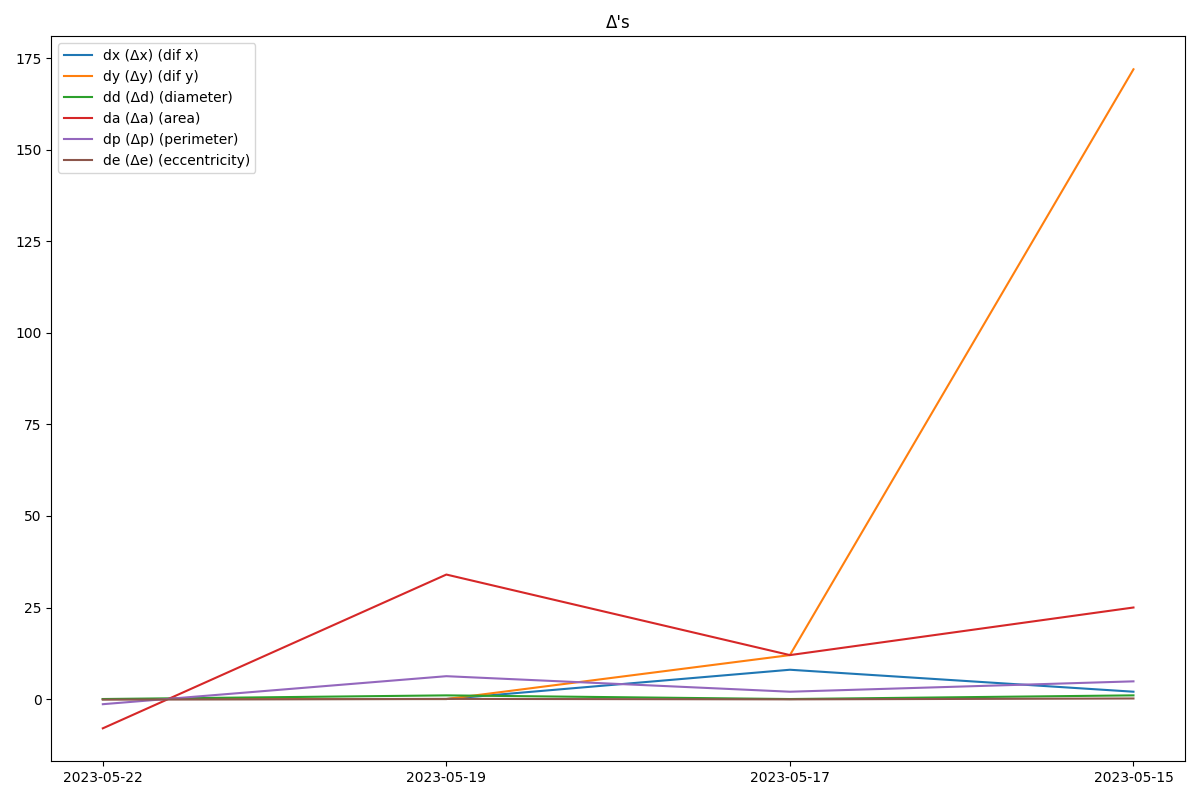 Δ's
dx (Δx) (dif x)
dy (Δy) (dif y)
dd (Δd) (diameter)
da (Δa) (area)
dp (Δp) (perimeter)
de (Δe) (eccentricity)
175
150
125
100
75
50
25
0
2023-05-22 2023-05-19 2023-05-17 2023-05-15